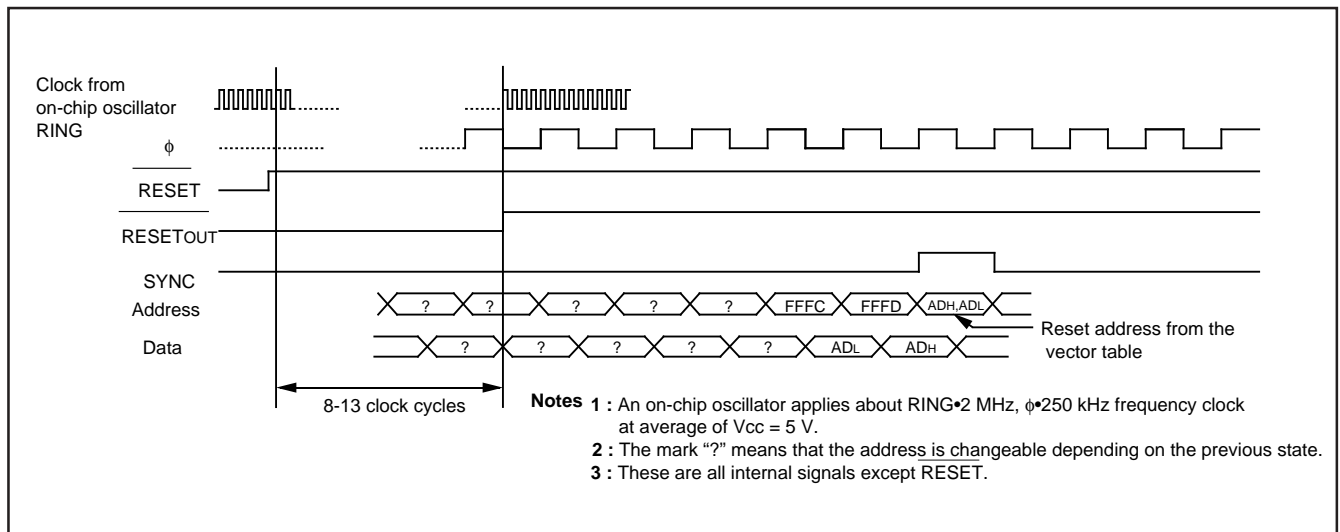 Clock from
on-chip oscillator
RING
ϕ
RESET
RESETOUT
SYNC
Address
? ? ? ? ? FFFC FFFD ADH,ADL
Reset address from the
vector table
Data
? ? ? ? ? ADL ADH
8-13 clock cycles
Notes 1 : An on-chip oscillator applies about RING•2 MHz, ϕ•250 kHz frequency clock
at average of Vcc = 5 V.
2 : The mark “?” means that the address is changeable depending on the previous state.
3 : These are all internal signals except RESET.